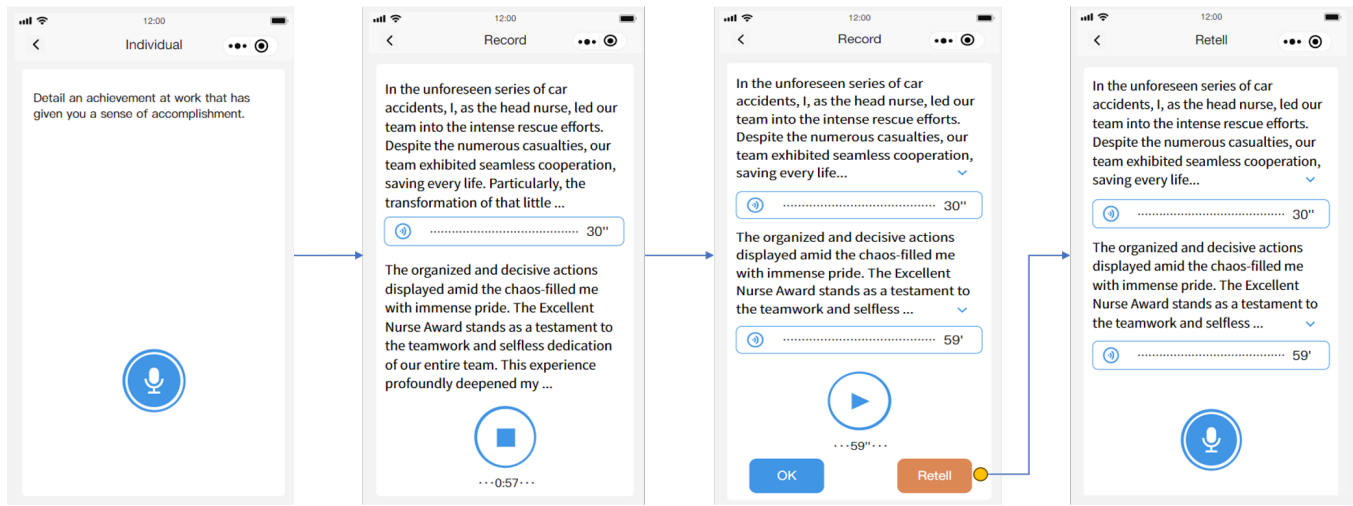 12:00
Individual
Detail an achievement at work that has
given you a sense of accomplishment.
12:00
Record
In the unforeseen series of car
accidents, I, as the head nurse, led our
team into the intense rescue efforts.
Despite the numerous casualties, our
team exhibited seamless cooperation,
saving every life. Particularly, the
transformation of that little ...
30''
The organized and decisive actions
displayed amid the chaos-filled me
with immense pride. The Excellent
Nurse Award stands as a testament to
the teamwork and selfless dedication
of our entire team. This experience
profoundly deepened my ...
···0:57···
12:00
Record
In the unforeseen series of car
accidents, I, as the head nurse, led our
team into the intense rescue efforts.
Despite the numerous casualties, our
team exhibited seamless cooperation,
saving every life...
30''
The organized and decisive actions
displayed amid the chaos-filled me
with immense pride. The Excellent
Nurse Award stands as a testament to
the teamwork and selfless ...
59'
···59''···
OK
Retell
12:00
Retell
In the unforeseen series of car
accidents, I, as the head nurse, led our
team into the intense rescue efforts.
Despite the numerous casualties, our
team exhibited seamless cooperation,
saving every life...
30''
The organized and decisive actions
displayed amid the chaos-filled me
with immense pride. The Excellent
Nurse Award stands as a testament to
the teamwork and selfless ...
59'